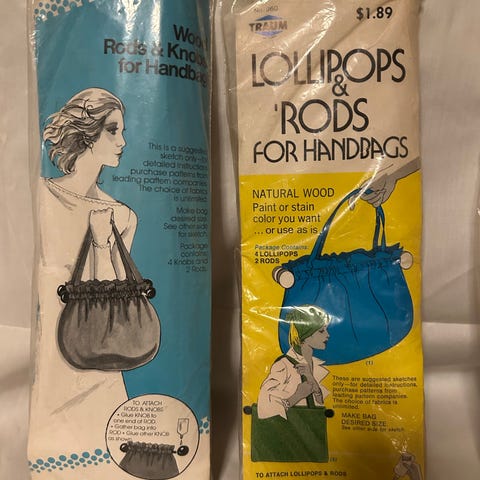 Wood
Rods & Knobs
for Handbags
This is a suggested
sketch only—for
detailed instructions
purchase patterns from
leading pattern companies.
The choice of fabrics
is unlimited.
Make bag
desired size.
See other side
for sketch.
Package
contains:
4 Knobs and
2 Rods.
TO ATTACH
RODS & KNOBS
• Glue KNOB to
one end of ROD.
• Gather bag into
ROD • Glue other KNOB
as shown.
No. 960
TRAUM
$1.89
LOLLIPOPS
&
'RODS
FOR HANDBAGS
NATURAL WOOD
Paint or stain
color you want
... or use as is.
Package Contains:
4 LOLLIPOPS
2 RODS
(1)
These are suggested sketches
only—for detailed instructions,
purchase patterns from
leading pattern companies.
The choice of fabrics is
unlimited.
MAKE BAG
DESIRED SIZE.
See other side for sketch.
TO ATTACH LOLLIPOPS & RODS